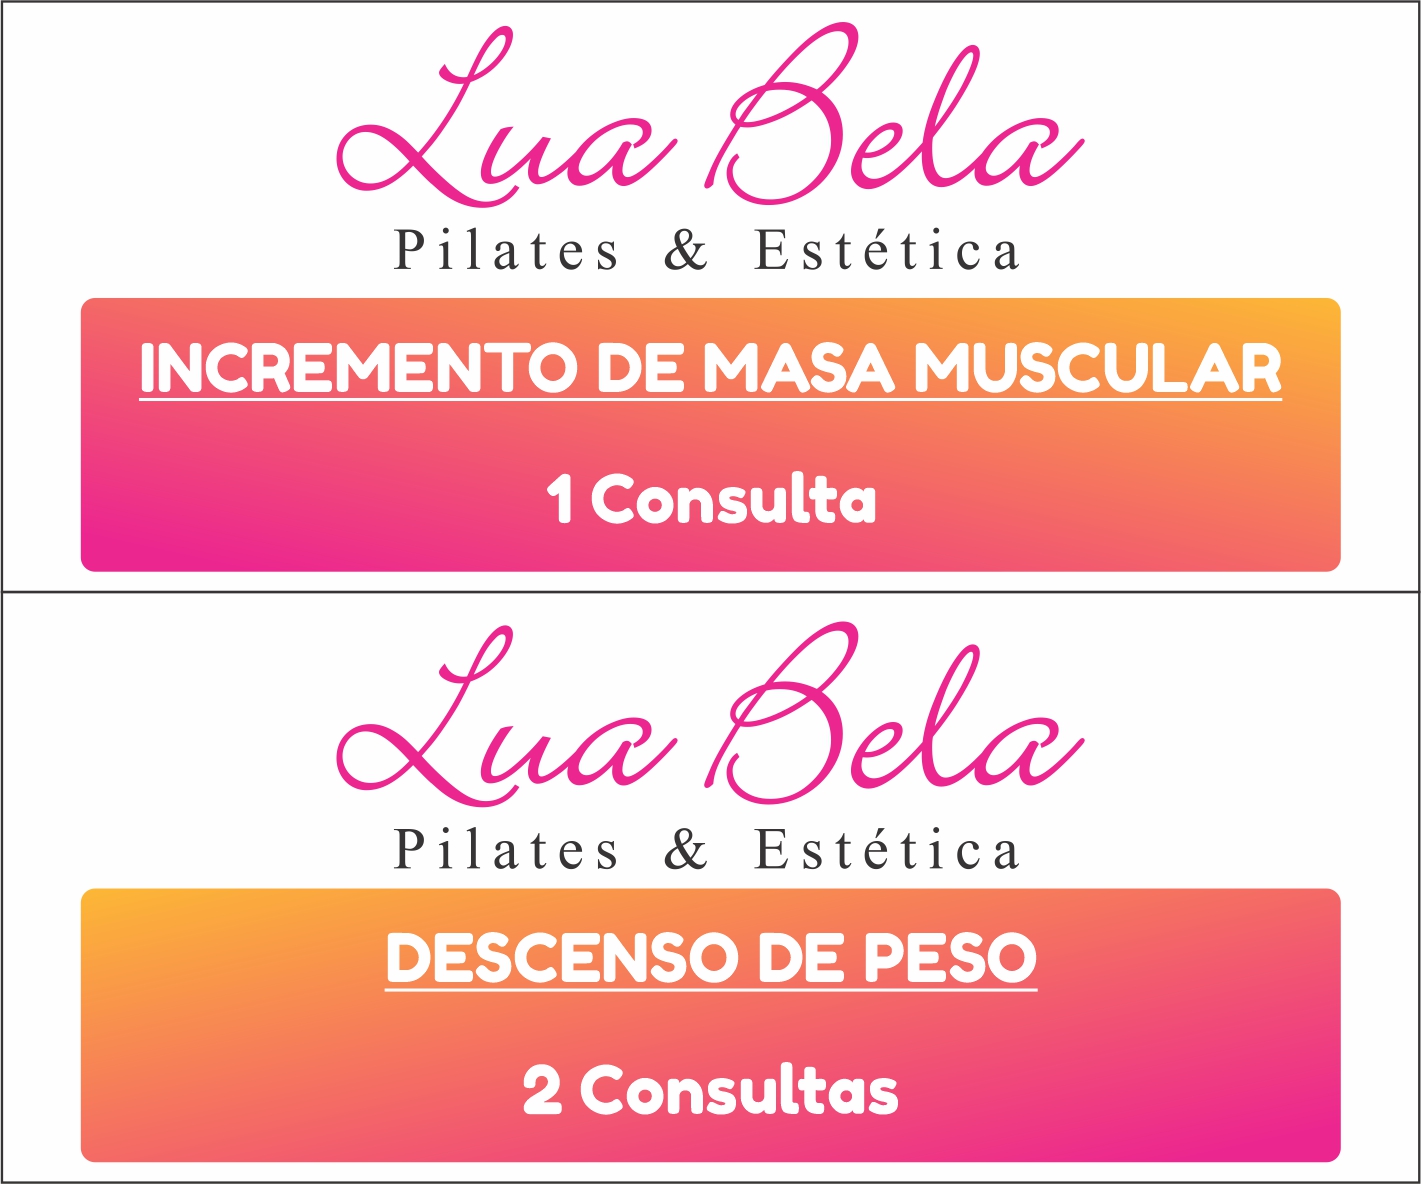 Lua Bela
Pilates & Estética
INCREMENTO DE MASA MUSCULAR
1 Consulta
Lua Bela
Pilates & Estética
DESCENSO DE PESO
2 Consultas